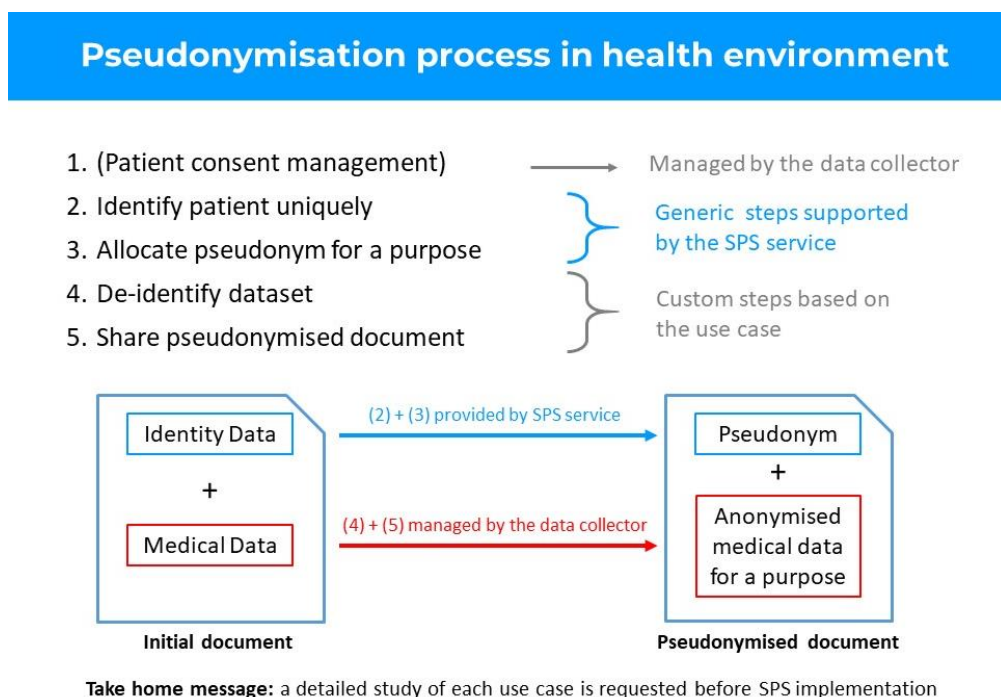 Pseudonymisation process in health environment
1. (Patient consent management)
Managed by the data collector
2. Identify patient uniquely
3. Allocate pseudonym for a purpose
Generic steps supported
by the SPS service
4. De-identify dataset
5. Share pseudonymised document
Custom steps based on
the use case
Identity Data
+
Medical Data
Initial document
(2) + (3) provided by SPS service
(4) + (5) managed by the data collector
Pseudonym
+
Anonymised
medical data
for a purpose
Pseudonymised document
Take home message: a detailed study of each use case is requested before SPS implementation